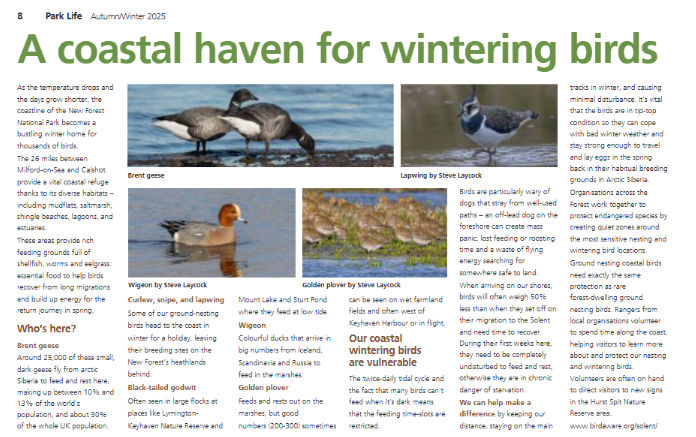 8 Park Life Autumn/Winter 2025
A coastal haven for wintering birds
As the temperature drops and
the days grow shorter, the
coastline of the New Forest
National Park becomes a
bustling winter home for
thousands of birds.
The 26 miles between
Milford-on-Sea and Calshot
provide a vital coastal refuge
thanks to its diverse habitats –
including mudflats, saltmarsh,
shingle beaches, lagoons, and
estuaries.
These areas provide rich
feeding grounds full of
shellfish, worms and eelgrass:
essential food to help birds
recover from long migrations
and build up energy for the
return journey in spring.
Who's here?
Brent geese
Around 25,000 of these small,
dark geese fly from arctic
Siberia to feed and rest here,
making up between 10% and
13% of the world's
population, and about 30%
of the whole UK population.
Brent geese
Lapwing by Steve Laycock
Wigeon by Steve Laycock
Golden plover by Steve Laycock
Curlew, snipe, and lapwing
Some of our ground-nesting
birds head to the coast in
winter for a holiday, leaving
their breeding sites on the
New Forest's heathlands
behind.
Black-tailed godwit
Often seen in large flocks at
places like Lymington-
Keyhaven Nature Reserve and
Mount Lake and Sturt Pond
where they feed at low tide.
Wigeon
Colourful ducks that arrive in
big numbers from Iceland,
Scandinavia and Russia to
feed in the marshes.
Golden plover
Feeds and rests out on the
marshes, but good
numbers (200-300) sometimes
can be seen on wet farmland
fields and often west of
Keyhaven Harbour or in flight.
Our coastal
wintering birds
are vulnerable
The twice-daily tidal cycle and
the fact that many birds can't
feed when it's dark means
that the feeding time-slots are
restricted.
Birds are particularly wary of
dogs that stray from well-used
paths – an off-lead dog on the
foreshore can create mass
panic, lost feeding or roosting
time and a waste of flying
energy searching for
somewhere safe to land.
When arriving on our shores,
birds will often weigh 50%
less than when they set off on
their migration to the Solent
and need time to recover.
During their first weeks here,
they need to be completely
undisturbed to feed and rest,
otherwise they are in chronic
danger of starvation.
We can help make a
difference by keeping our
distance, staying on the main
tracks in winter, and causing
minimal disturbance. It's vital
that the birds are in tip-top
condition so they can cope
with bad winter weather and
stay strong enough to travel
and lay eggs in the spring
back in their habitual breeding
grounds in Arctic Siberia.
Organisations across the
Forest work together to
protect endangered species by
creating quiet zones around
the most sensitive nesting and
wintering bird locations.
Ground nesting coastal birds
need exactly the same
protection as rare
forest-dwelling ground
nesting birds. Rangers from
local organisations volunteer
to spend time along the coast,
helping visitors to learn more
about and protect our nesting
and wintering birds.
Volunteers are often on hand
to direct visitors to new signs
in the Hurst Spit Nature
Reserve area.
www.birdaware.org/solent/